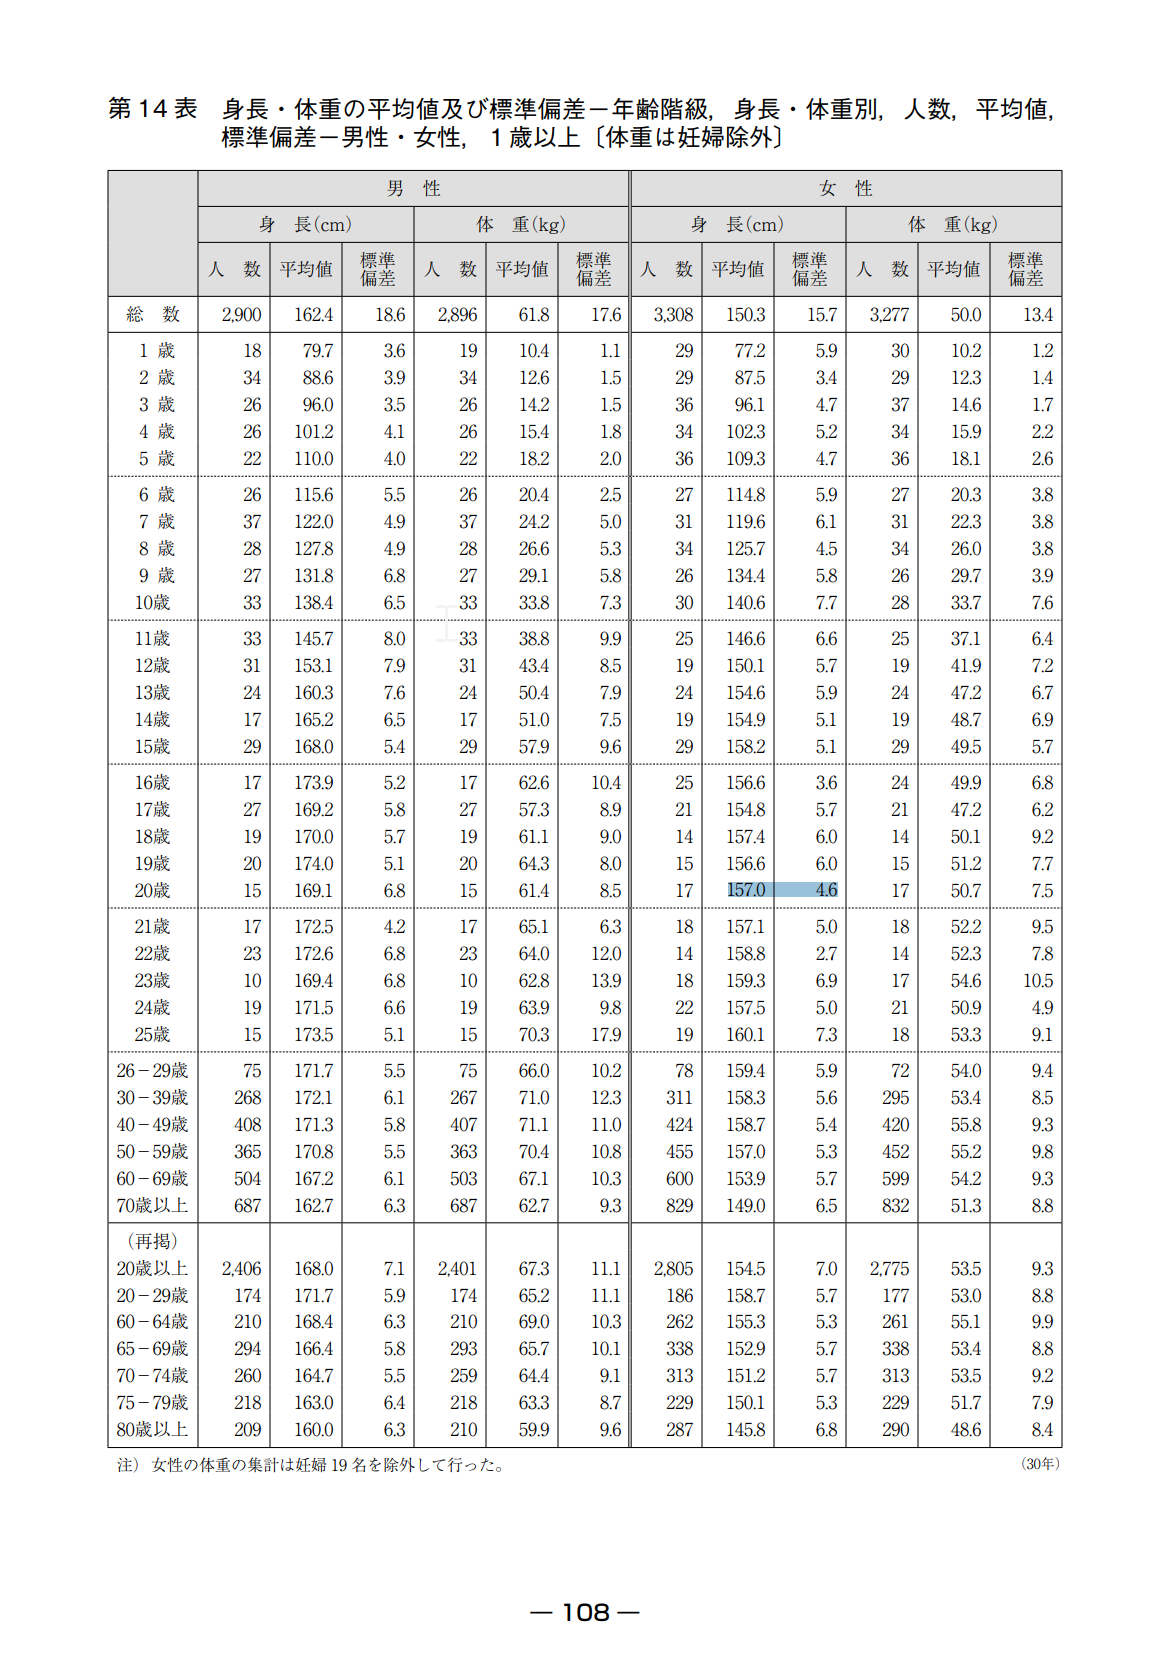 第14表 身長・体重の平均値及び標準偏差－年齢階級，身長・体重別，人数，平均値，
標準偏差－男性・女性，1歳以上〔体重は妊婦除外〕
男 性 女 性
身 長(cm) 体 重(kg) 身 長(cm) 体 重(kg)
人 数 平均値 標準偏差 人 数 平均値 標準偏差 人 数 平均値 標準偏差 人 数 平均値 標準偏差
総 数 2,900 162.4 18.6 2,896 61.8 17.6 3,308 150.3 15.7 3,277 50.0 13.4
1 歳 18 79.7 3.6 19 10.4 1.1 29 77.2 5.9 30 10.2 1.2
2 歳 34 88.6 3.9 34 12.6 1.5 29 87.5 3.4 29 12.3 1.4
3 歳 26 96.0 3.5 26 14.2 1.5 36 96.1 4.7 37 14.6 1.7
4 歳 26 101.2 4.1 26 15.4 1.8 34 102.3 5.2 34 15.9 2.2
5 歳 22 110.0 4.0 22 18.2 2.0 36 109.3 4.7 36 18.1 2.6
6 歳 26 115.6 5.5 26 20.4 2.5 27 114.8 5.9 27 20.3 3.8
7 歳 37 122.0 4.9 37 24.2 5.0 31 119.6 6.1 31 22.3 3.8
8 歳 28 127.8 4.9 28 26.6 5.3 34 125.7 4.5 34 26.0 3.8
9 歳 27 131.8 6.8 27 29.1 5.8 26 134.4 5.8 26 29.7 3.9
10歳 33 138.4 6.5 33 33.8 7.3 30 140.6 7.7 28 33.7 7.6
11歳 33 145.7 8.0 33 38.8 9.9 25 146.6 6.6 25 37.1 6.4
12歳 31 153.1 7.9 31 43.4 8.5 19 150.1 5.7 19 41.9 7.2
13歳 24 160.3 7.6 24 50.4 7.9 24 154.6 5.9 24 47.2 6.7
14歳 17 165.2 6.5 17 51.0 7.5 19 154.9 5.1 19 48.7 6.9
15歳 29 168.0 5.4 29 57.9 9.6 29 158.2 5.1 29 49.5 5.7
16歳 17 173.9 5.2 17 62.6 10.4 25 156.6 3.6 24 49.9 6.8
17歳 27 169.2 5.8 27 57.3 8.9 21 154.8 5.7 21 47.2 6.2
18歳 19 170.0 5.7 19 61.1 9.0 14 157.4 6.0 14 50.1 9.2
19歳 20 174.0 5.1 20 64.3 8.0 15 156.6 6.0 15 51.2 7.7
20歳 15 169.1 6.8 15 61.4 8.5 17 157.0 4.6 17 50.7 7.5
21歳 17 172.5 4.2 17 65.1 6.3 18 157.1 5.0 18 52.2 9.5
22歳 23 172.6 6.8 23 64.0 12.0 14 158.8 2.7 14 52.3 7.8
23歳 10 169.4 6.8 10 62.8 13.9 18 159.3 6.9 17 54.6 10.5
24歳 19 171.5 6.6 19 63.9 9.8 22 157.5 5.0 21 50.9 4.9
25歳 15 173.5 5.1 15 70.3 17.9 19 160.1 7.3 18 53.3 9.1
26－29歳 75 171.7 5.5 75 66.0 10.2 78 159.4 5.9 72 54.0 9.4
30－39歳 268 172.1 6.1 267 71.0 12.3 311 158.3 5.6 295 53.4 8.5
40－49歳 408 171.3 5.8 407 71.1 11.0 424 158.7 5.4 420 55.8 9.3
50－59歳 365 170.8 5.5 363 70.4 10.8 455 157.0 5.3 452 55.2 9.8
60－69歳 504 167.2 6.1 503 67.1 10.3 600 153.9 5.7 599 54.2 9.3
70歳以上 687 162.7 6.3 687 62.7 9.3 829 149.0 6.5 832 51.3 8.8
（再掲）
20歳以上 2,406 168.0 7.1 2,401 67.3 11.1 2,805 154.5 7.0 2,775 53.5 9.3
20－29歳 174 171.7 5.9 174 65.2 11.1 186 158.7 5.7 177 53.0 8.8
60－64歳 210 168.4 6.3 210 69.0 10.3 262 155.3 5.3 261 55.1 9.9
65－69歳 294 166.4 5.8 293 65.7 10.1 338 152.9 5.7 338 53.4 8.8
70－74歳 260 164.7 5.5 259 64.4 9.1 313 151.2 5.7 313 53.5 9.2
75－79歳 218 163.0 6.4 218 63.3 8.7 229 150.1 5.3 229 51.7 7.9
80歳以上 209 160.0 6.3 210 59.9 9.6 287 145.8 6.8 290 48.6 8.4
注）女性の体重の集計は妊婦19名を除外して行った。 （30年）
— 108 —